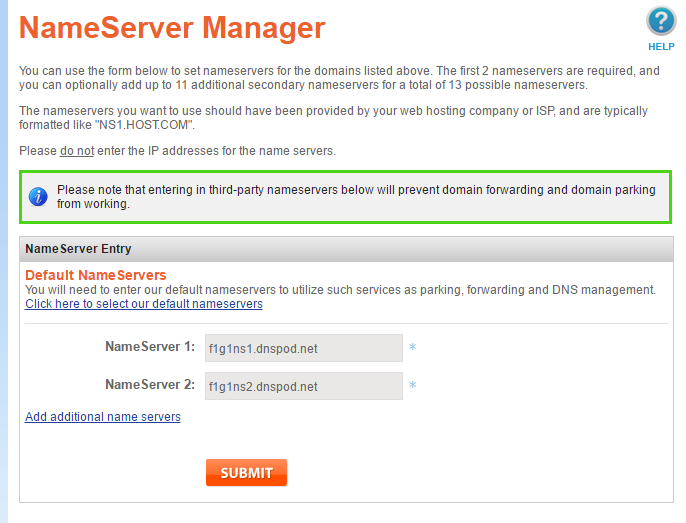 NameServer Manager
HELP
You can use the form below to set nameservers for the domains listed above. The first 2 nameservers are required, and
you can optionally add up to 11 additional secondary nameservers for a total of 13 possible nameservers.
The nameservers you want to use should have been provided by your web hosting company or ISP, and are typically
formatted like "NS1.HOST.COM".
Please do not enter the IP addresses for the name servers.
Please note that entering in third-party nameservers below will prevent domain forwarding and domain parking
from working.
NameServer Entry
Default NameServers
You will need to enter our default nameservers to utilize such services as parking, forwarding and DNS management.
Click here to select our default nameservers
NameServer 1: f1g1ns1.dnspod.net *
NameServer 2: f1g1ns2.dnspod.net *
Add additional name servers
SUBMIT